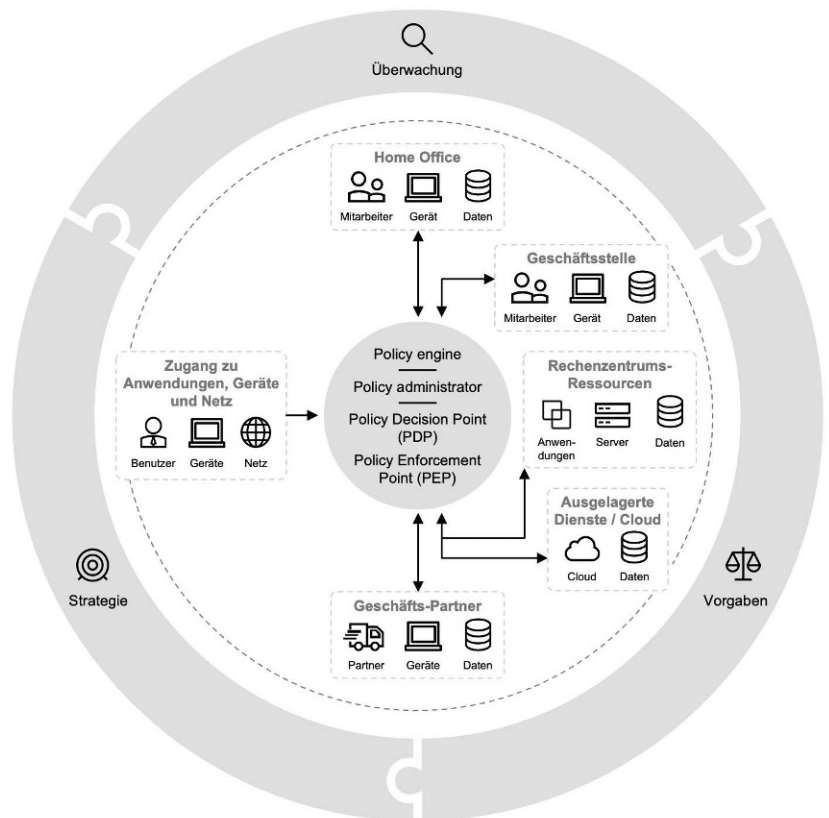 Überwachung
Home Office
Mitarbeiter Gerät Daten
Geschäftsstelle
Mitarbeiter Gerät Daten
Zugang zu
Anwendungen, Geräte
und Netz
Benutzer Geräte Netz
Policy engine
Policy administrator
Policy Decision Point
(PDP)
Policy Enforcement
Point (PEP)
Rechenzentrums-
Ressourcen
Anwen-
dungen
Server Daten
Ausgelagerte
Dienste / Cloud
Cloud Daten
Strategie
Vorgaben
Geschäfts-Partner
Partner Geräte Daten